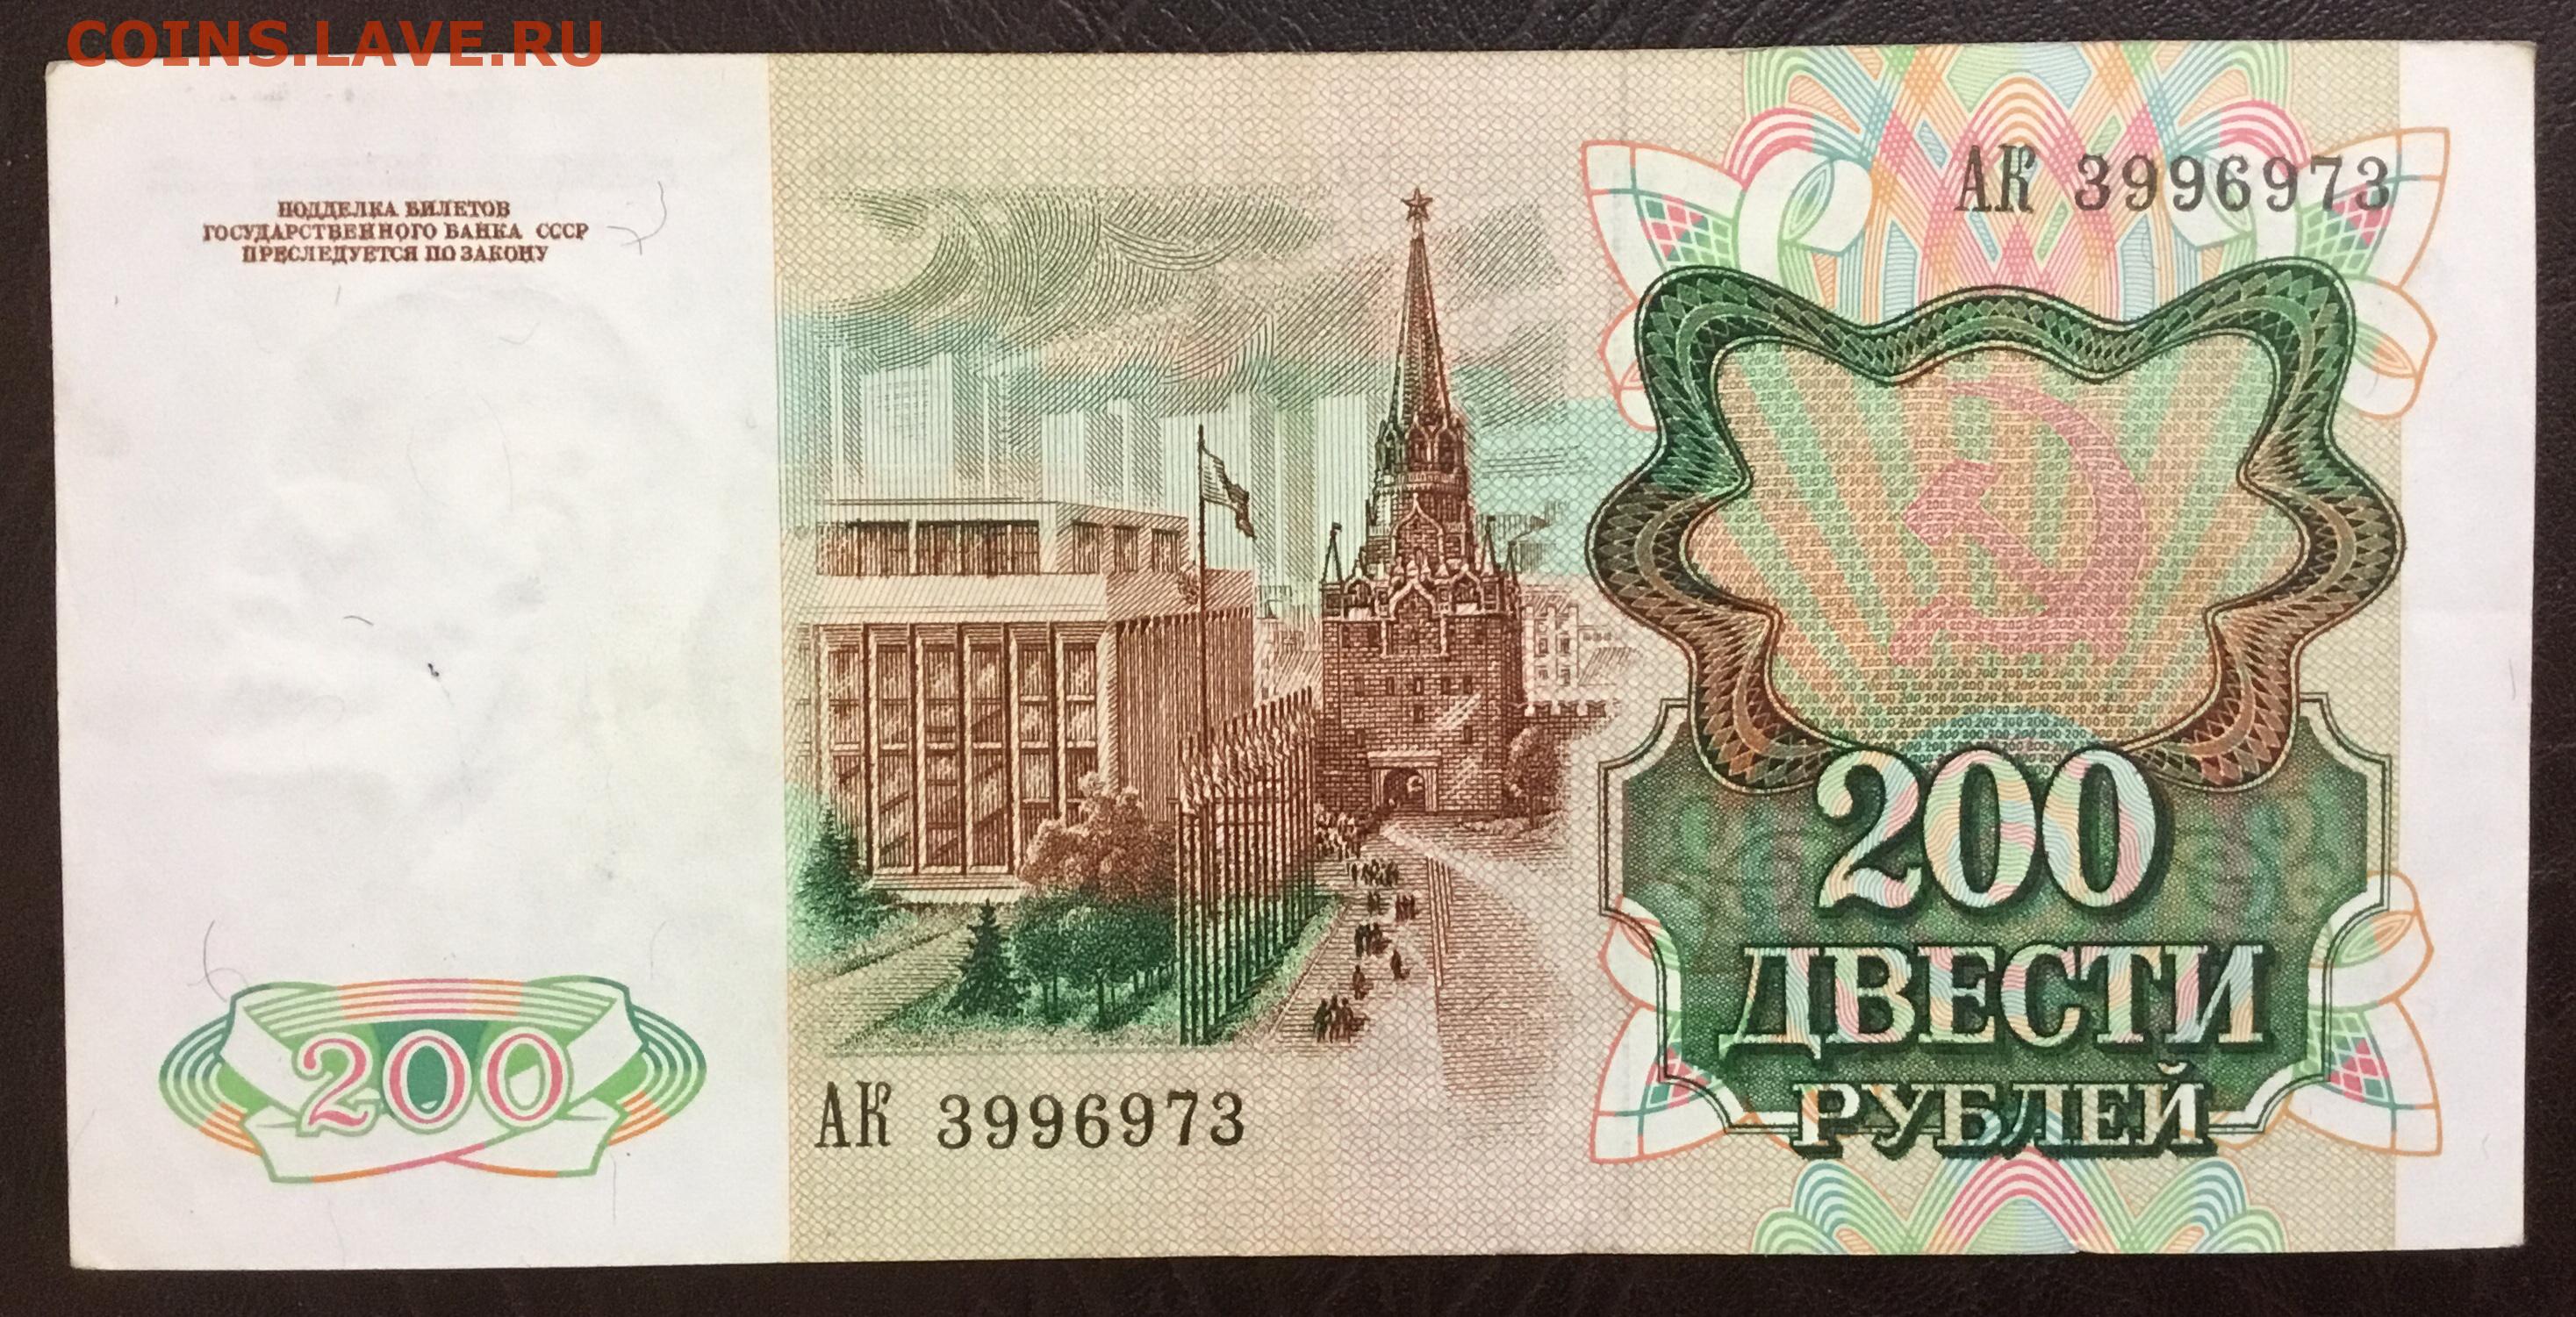 COINS.LAVE.RU
ПОДДЕЛКА БИЛЕТОВ
ГОСУДАРСТВЕННОГО БАНКА СССР
ПРЕСЛЕДУЕТСЯ ПО ЗАКОНУ
АК 3996973
200
ДВЕСТИ
РУБЛЕЙ
200
АК 3996973